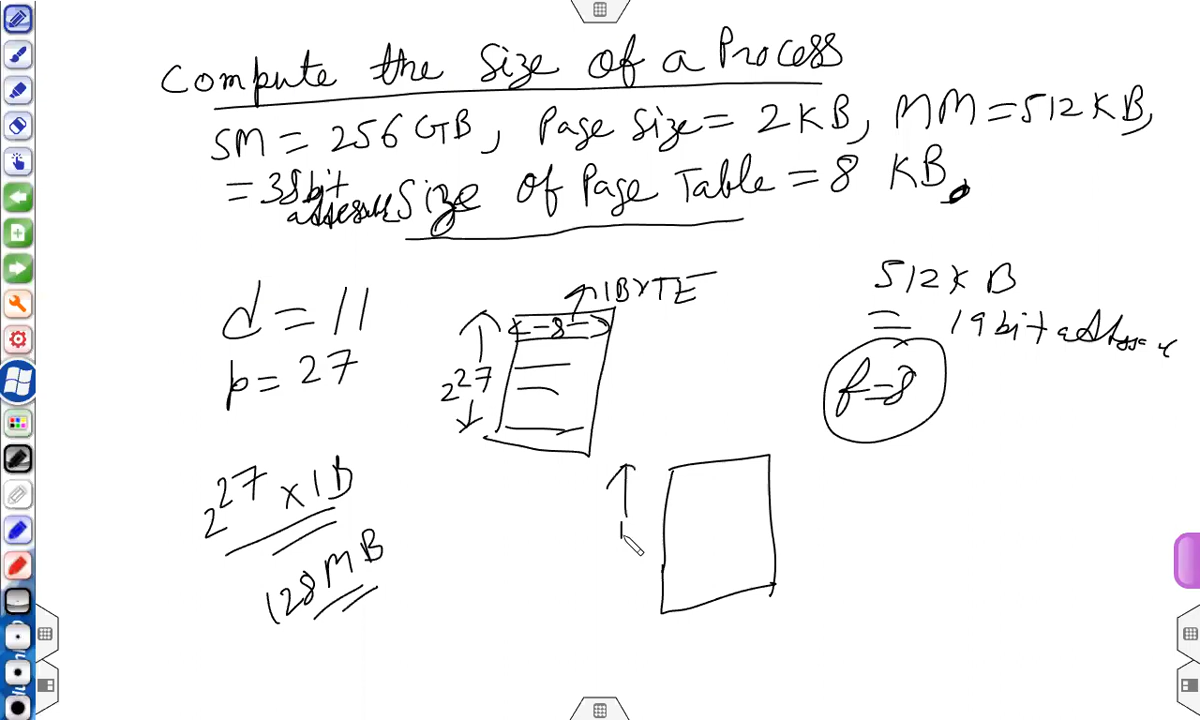 Compute the Size of a Process
SM = 256 GB, Page Size = 2 KB, MM = 512 KB,
= 38 bit
Size of Page Table = 8 KB.
d = 11
p = 27
1 BYTE
8
2^27
512 KB
= 19 bit
f = 8
2^27 × 1B
128 MB